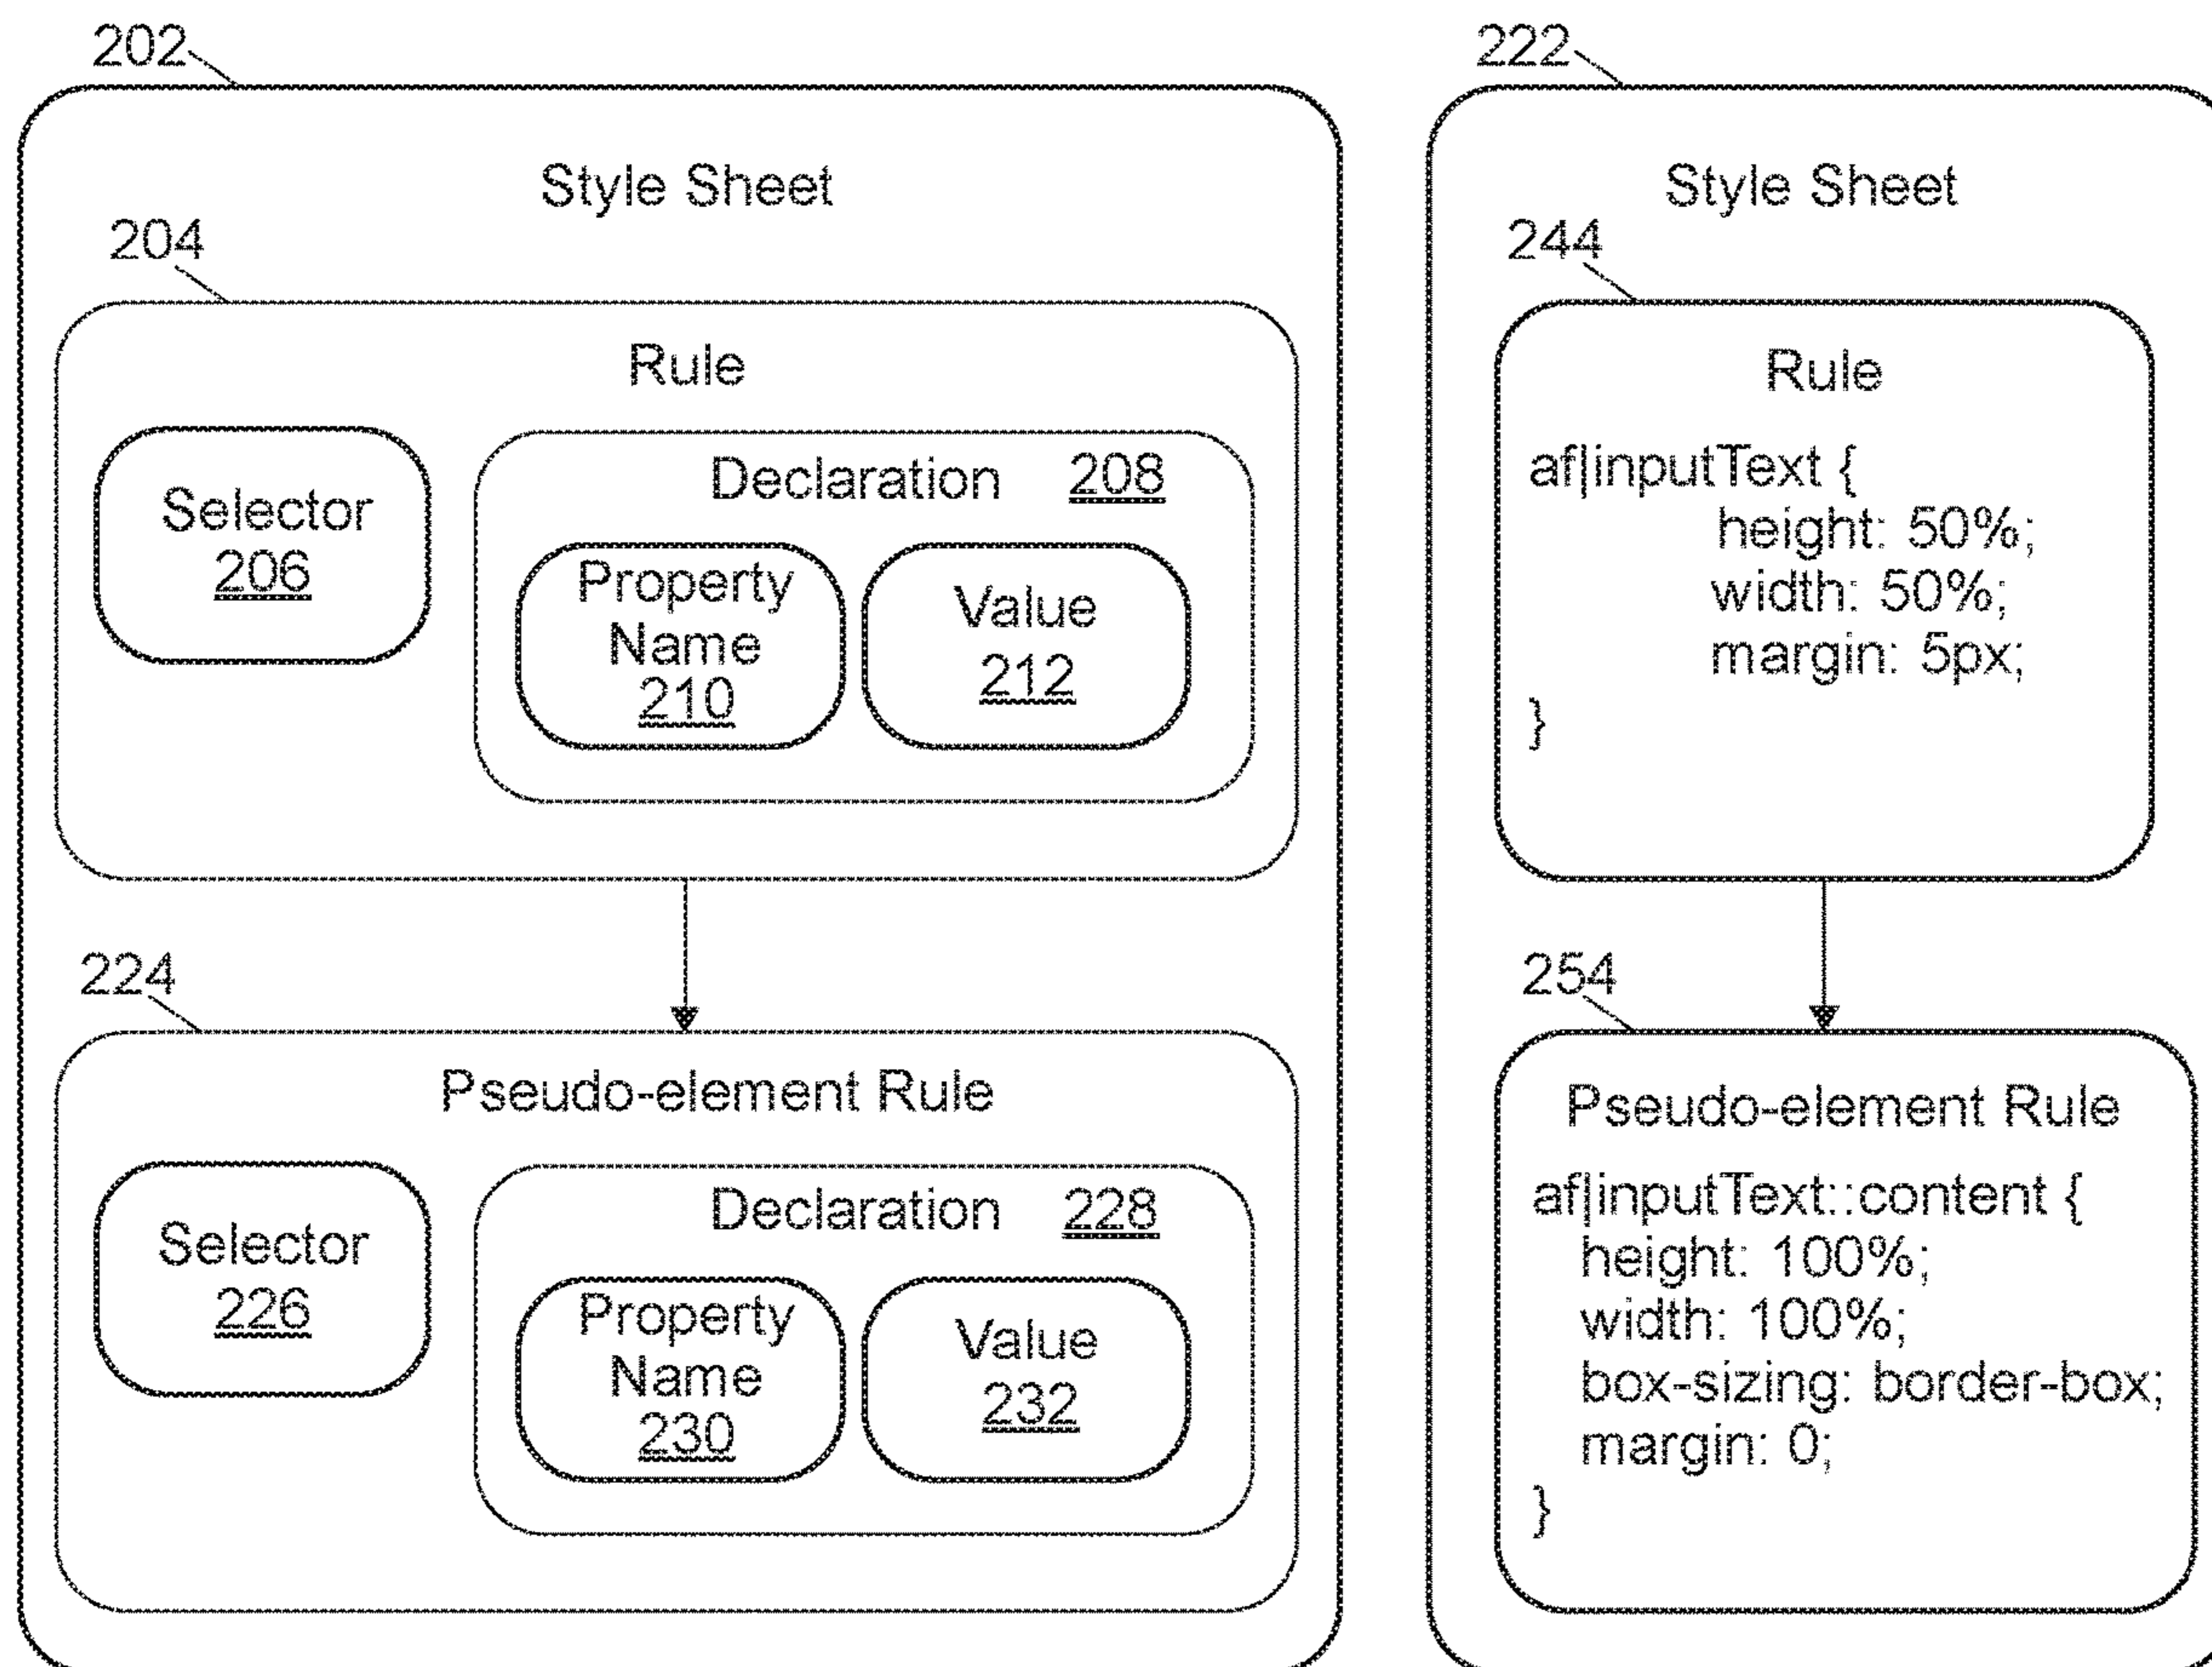 202
Style Sheet
204
Rule
Selector
206
Declaration 208
Property
Name
210
Value
212
224
Pseudo-element Rule
Selector
226
Declaration 228
Property
Name
230
Value
232
222
Style Sheet
244
Rule
af|inputText {
height: 50%;
width: 50%;
margin: 5px;
}
254
Pseudo-element Rule
af|inputText::content {
height: 100%;
width: 100%;
box-sizing: border-box;
margin: 0;
}